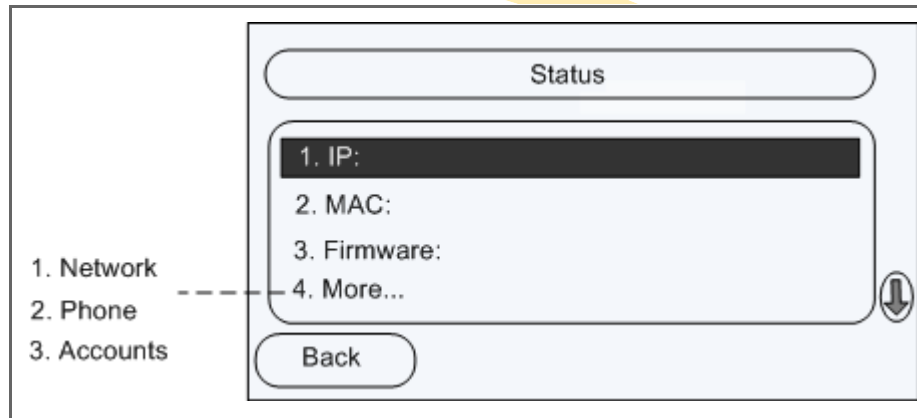 Status
1. IP:
2. MAC:
3. Firmware:
4. More...
1. Network
2. Phone
3. Accounts
Back